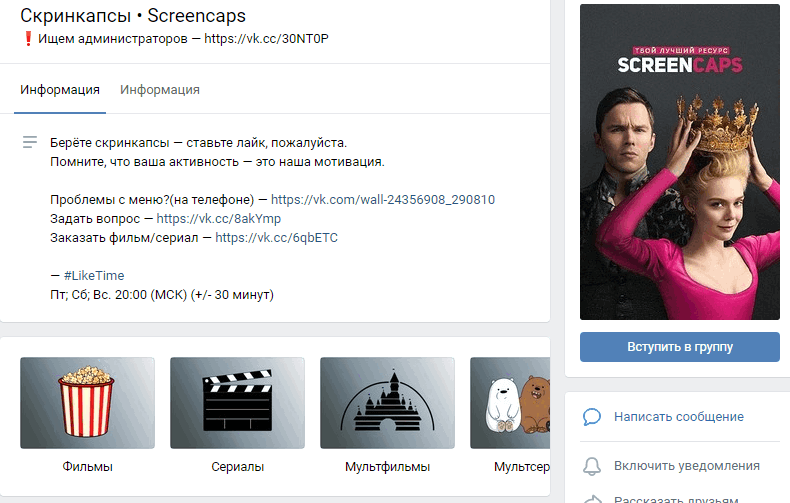 Скринкапсы • Screencaps
❗ Ищем администраторов — https://vk.cc/30NT0P
Информация Информация
Берёте скринкапсы — ставьте лайк, пожалуйста.
Помните, что ваша активность — это наша мотивация.
Проблемы с меню?(на телефоне) — https://vk.com/wall-24356908_290810
Задать вопрос — https://vk.cc/8akYmp
Заказать фильм/сериал — https://vk.cc/6qbETC
— #LikeTime
Пт; Сб; Вс. 20:00 (МСК) (+/- 30 минут)
Фильмы Сериалы Мультфильмы Мультсер
ТВОЙ ЛУЧШИЙ РЕСУРС
SCREENCAPS
Вступить в группу
Написать сообщение
Включить уведомления
Рассказать друзьям